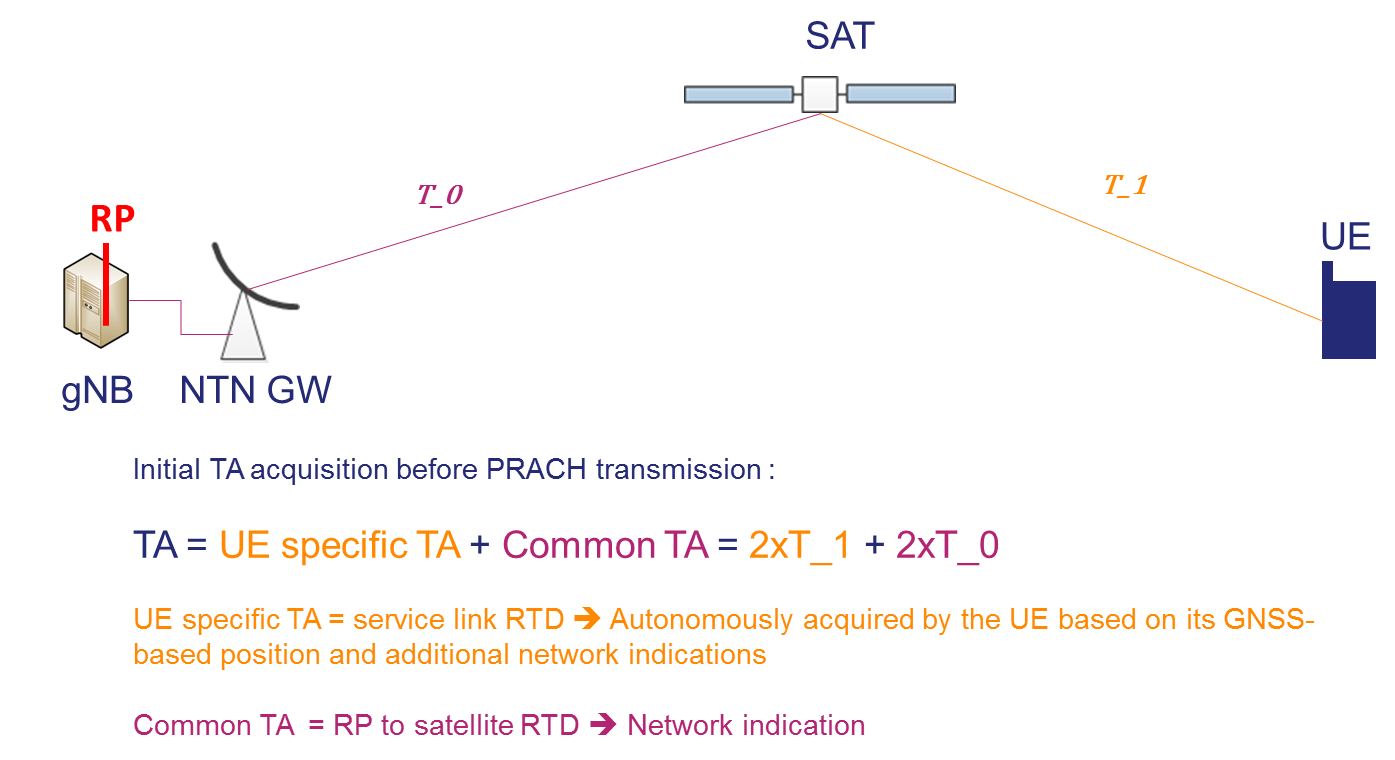 SAT
T_0
T_1
RP
UE
gNB
NTN GW
Initial TA acquisition before PRACH transmission :
TA = UE specific TA + Common TA = 2xT_1 + 2xT_0
UE specific TA = service link RTD ➔ Autonomously acquired by the UE based on its GNSS-
based position and additional network indications
Common TA = RP to satellite RTD ➔ Network indication